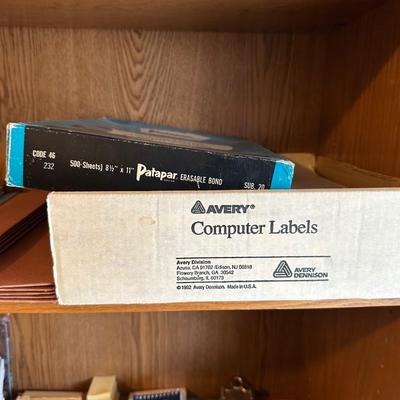 CODE 46
232
500-Sheets) 8½" x 11" Patapar ERASABLE BOND
SUB. 20
AVERY®
Computer Labels
Avery Division
Azusa, CA 91702 /Edison, NJ 08818
Flowery Branch, GA. 30542
Schaumburg, IL 60173
©1992 Avery Dennison. Made in U.S.A.
AVERY
DENNISON